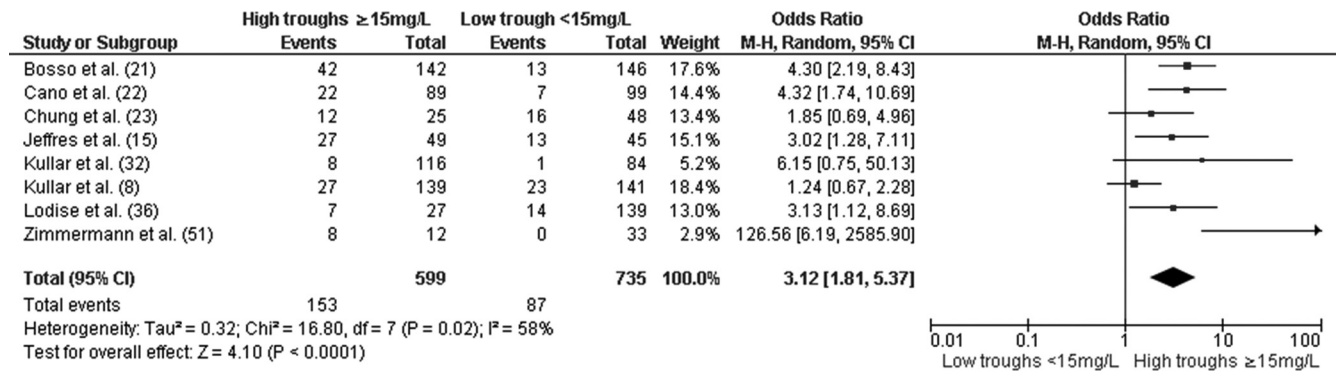 High troughs ≥15mg/L Low trough <15mg/L Odds Ratio Odds Ratio
Study or Subgroup Events Total Events Total Weight M-H, Random, 95% CI M-H, Random, 95% CI
Bosso et al. (21) 42 142 13 146 17.6% 4.30 [2.19, 8.43]
Cano et al. (22) 22 89 7 99 14.4% 4.32 [1.74, 10.69]
Chung et al. (23) 12 25 16 48 13.4% 1.85 [0.69, 4.96]
Jeffres et al. (15) 27 49 13 45 15.1% 3.02 [1.28, 7.11]
Kullar et al. (32) 8 116 1 84 5.2% 6.15 [0.75, 50.13]
Kullar et al. (8) 27 139 23 141 18.4% 1.24 [0.67, 2.28]
Lodise et al. (36) 7 27 14 139 13.0% 3.13 [1.12, 8.69]
Zimmermann et al. (51) 8 12 0 33 2.9% 126.56 [6.19, 2585.90]
Total (95% CI) 599 735 100.0% 3.12 [1.81, 5.37]
Total events 153 87
Heterogeneity: Tau² = 0.32; Chi² = 16.80, df = 7 (P = 0.02); I² = 58%
Test for overall effect: Z = 4.10 (P < 0.0001)
0.01 0.1 1 10 100
Low troughs <15mg/L High troughs ≥15mg/L